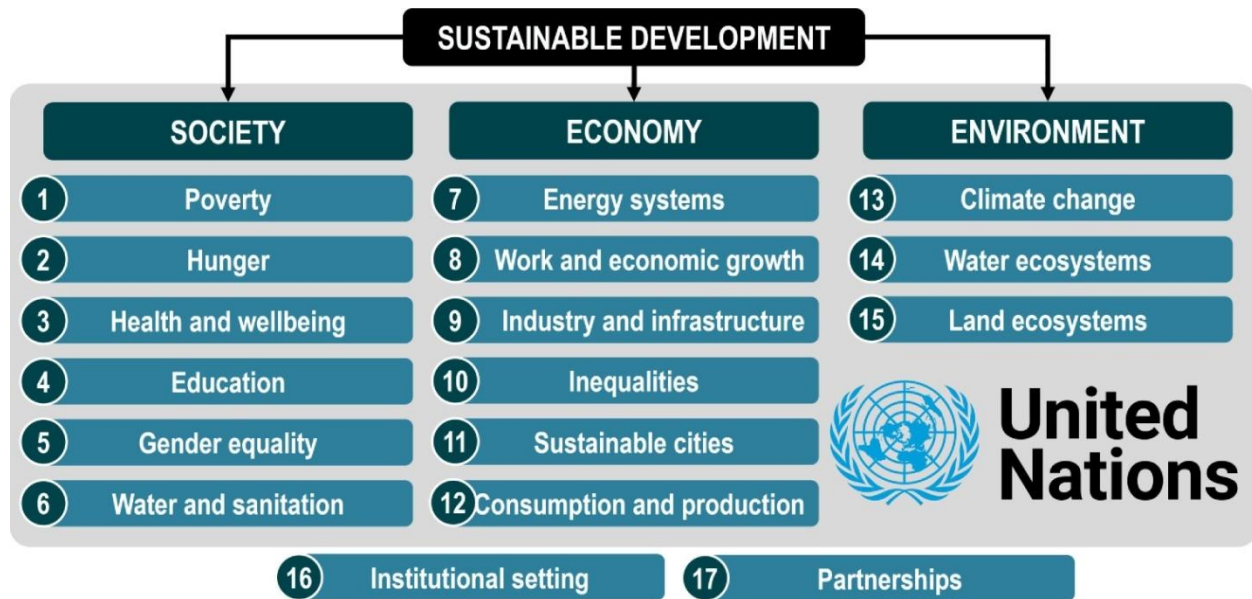 SUSTAINABLE DEVELOPMENT
SOCIETY
1 Poverty
2 Hunger
3 Health and wellbeing
4 Education
5 Gender equality
6 Water and sanitation
ECONOMY
7 Energy systems
8 Work and economic growth
9 Industry and infrastructure
10 Inequalities
11 Sustainable cities
12 Consumption and production
ENVIRONMENT
13 Climate change
14 Water ecosystems
15 Land ecosystems
United
Nations
16 Institutional setting
17 Partnerships